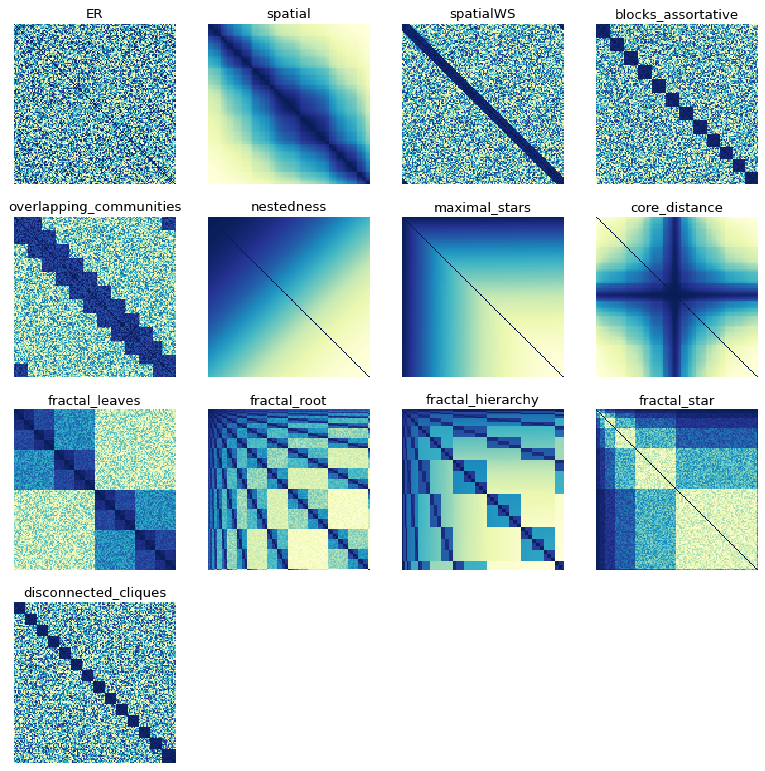 ER
spatial
spatialWS
blocks_assortative
overlapping_communities
nestedness
maximal_stars
core_distance
fractal_leaves
fractal_root
fractal_hierarchy
fractal_star
disconnected_cliques